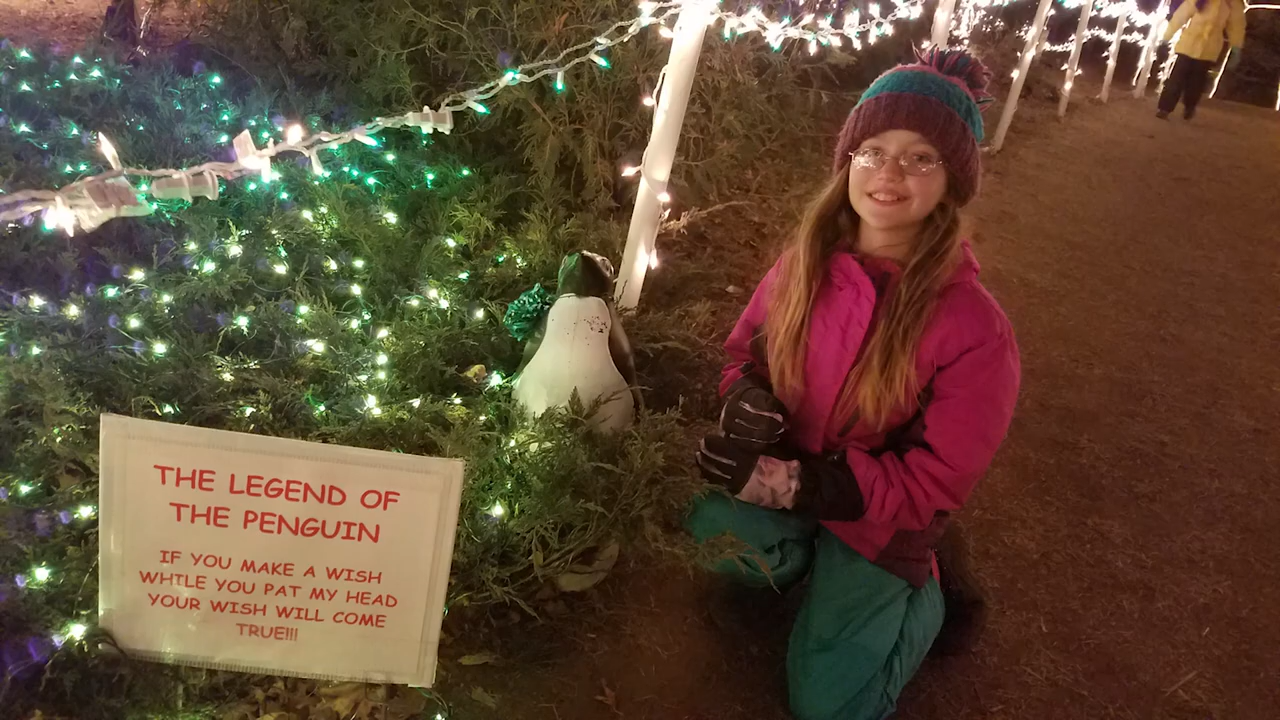 THE LEGEND OF
THE PENGUIN
IF YOU MAKE A WISH
WHILE YOU PAT MY HEAD
YOUR WISH WILL COME
TRUE!!!